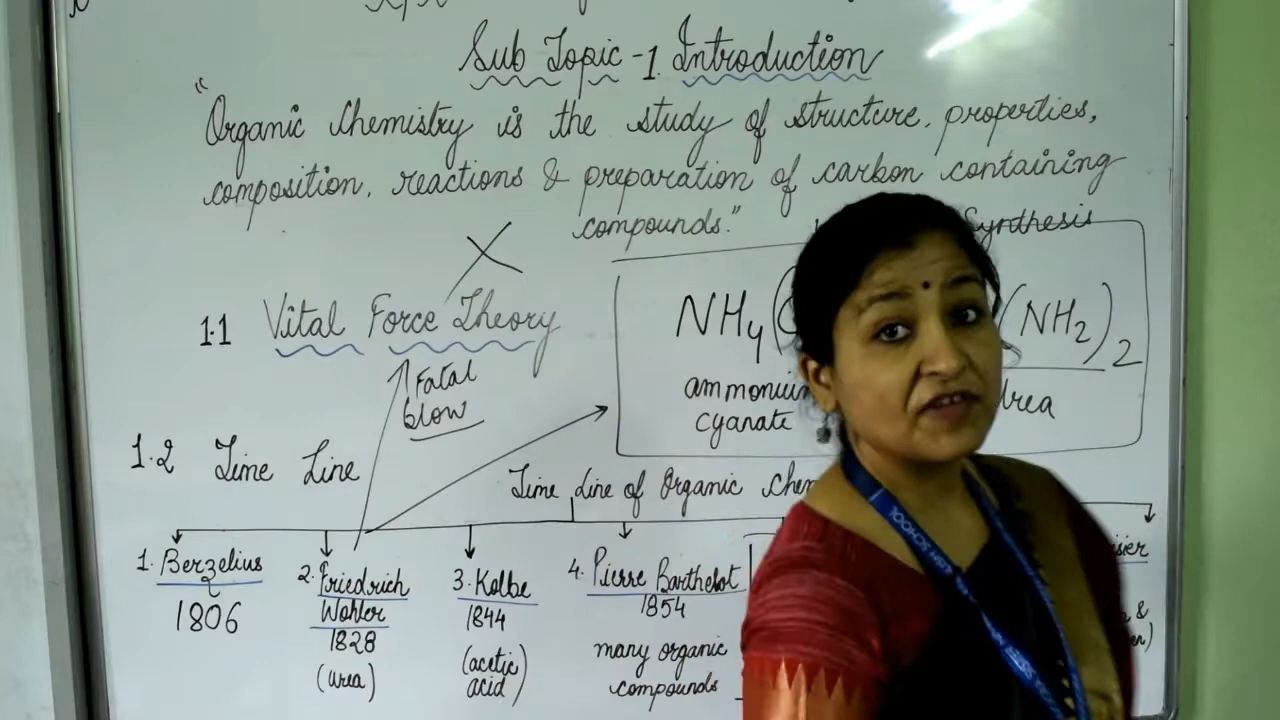 Sub Topic-1. Introduction
"Organic Chemistry is the study of structure, properties,
composition, reactions & preparation of carbon containing
compounds."
Synthesis
1.1 Vital Force Theory
NH4
(NH2)2
Fatal
blow
ammonium
cyanate
Urea
1.2 Time Line
Time Line of Organic Chem
1. Berzelius
1806
2. Friedrich
Wohler
1828
(urea)
3. Kolbe
1844
(acetic
acid)
4. Pierre Barthelot
1854
many organic
compounds
SCHOOL